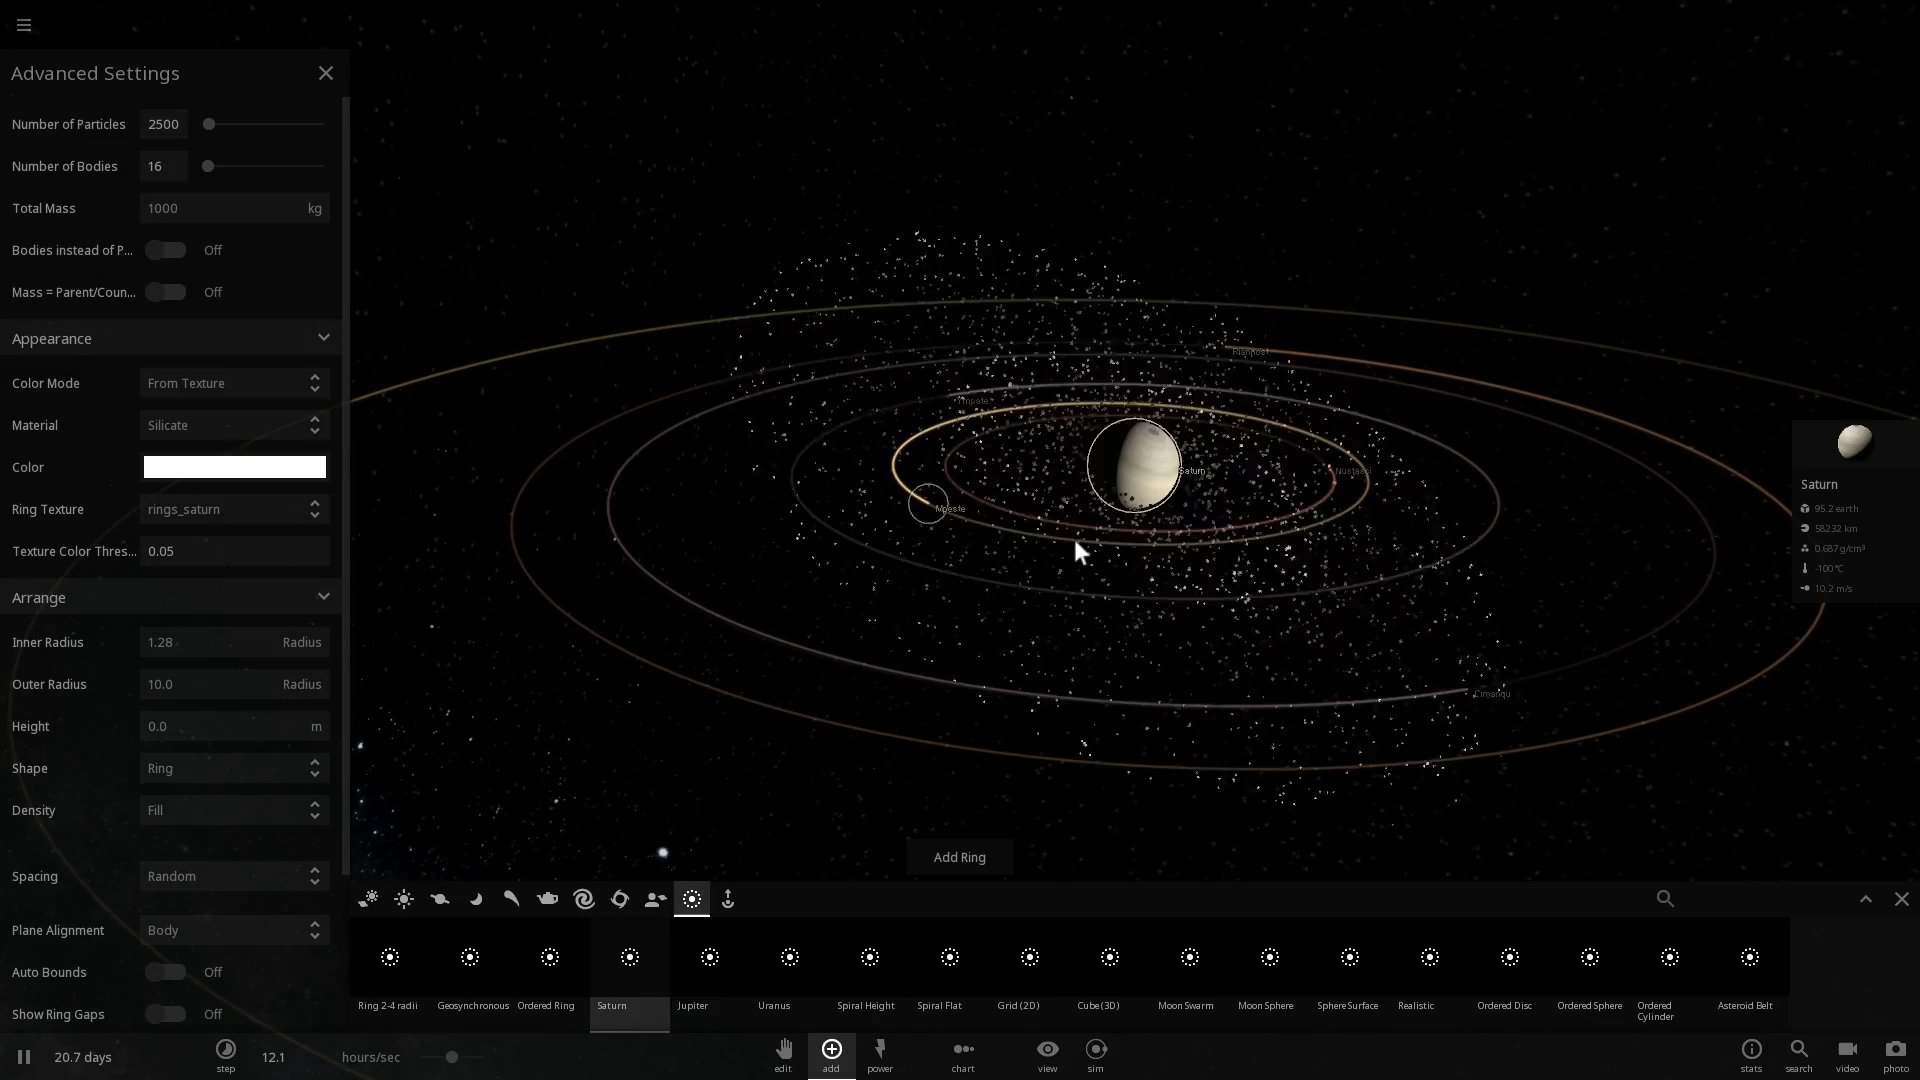 Advanced Settings
Number of Particles 2500
Number of Bodies 16
Total Mass 1000 kg
Bodies instead of P... Off
Mass = Parent/Coun... Off
Appearance
Color Mode From Texture
Material Silicate
Color
Ring Texture rings_saturn
Texture Color Thres... 0.05
Arrange
Inner Radius 1.28 Radius
Outer Radius 10.0 Radius
Height 0.0 m
Shape Ring
Density Fill
Spacing Random
Plane Alignment Body
Auto Bounds Off
Show Ring Gaps Off
Saturn
Cimanqu
Saturn
95.2 earth
58232 km
0.687 g/cm³
-100 °C
10.2 m/s
Add Ring
Ring 2-4 radii
Geosynchronous
Ordered Ring
Saturn
Jupiter
Uranus
Spiral Height
Spiral Flat
Grid (2D)
Cube (3D)
Moon Swarm
Moon Sphere
Sphere Surface
Realistic
Ordered Disc
Ordered Sphere
Ordered Cylinder
Asteroid Belt
20.7 days
step
12.1 hours/sec
edit
add
power
chart
view
sim
stats
search
video
photo